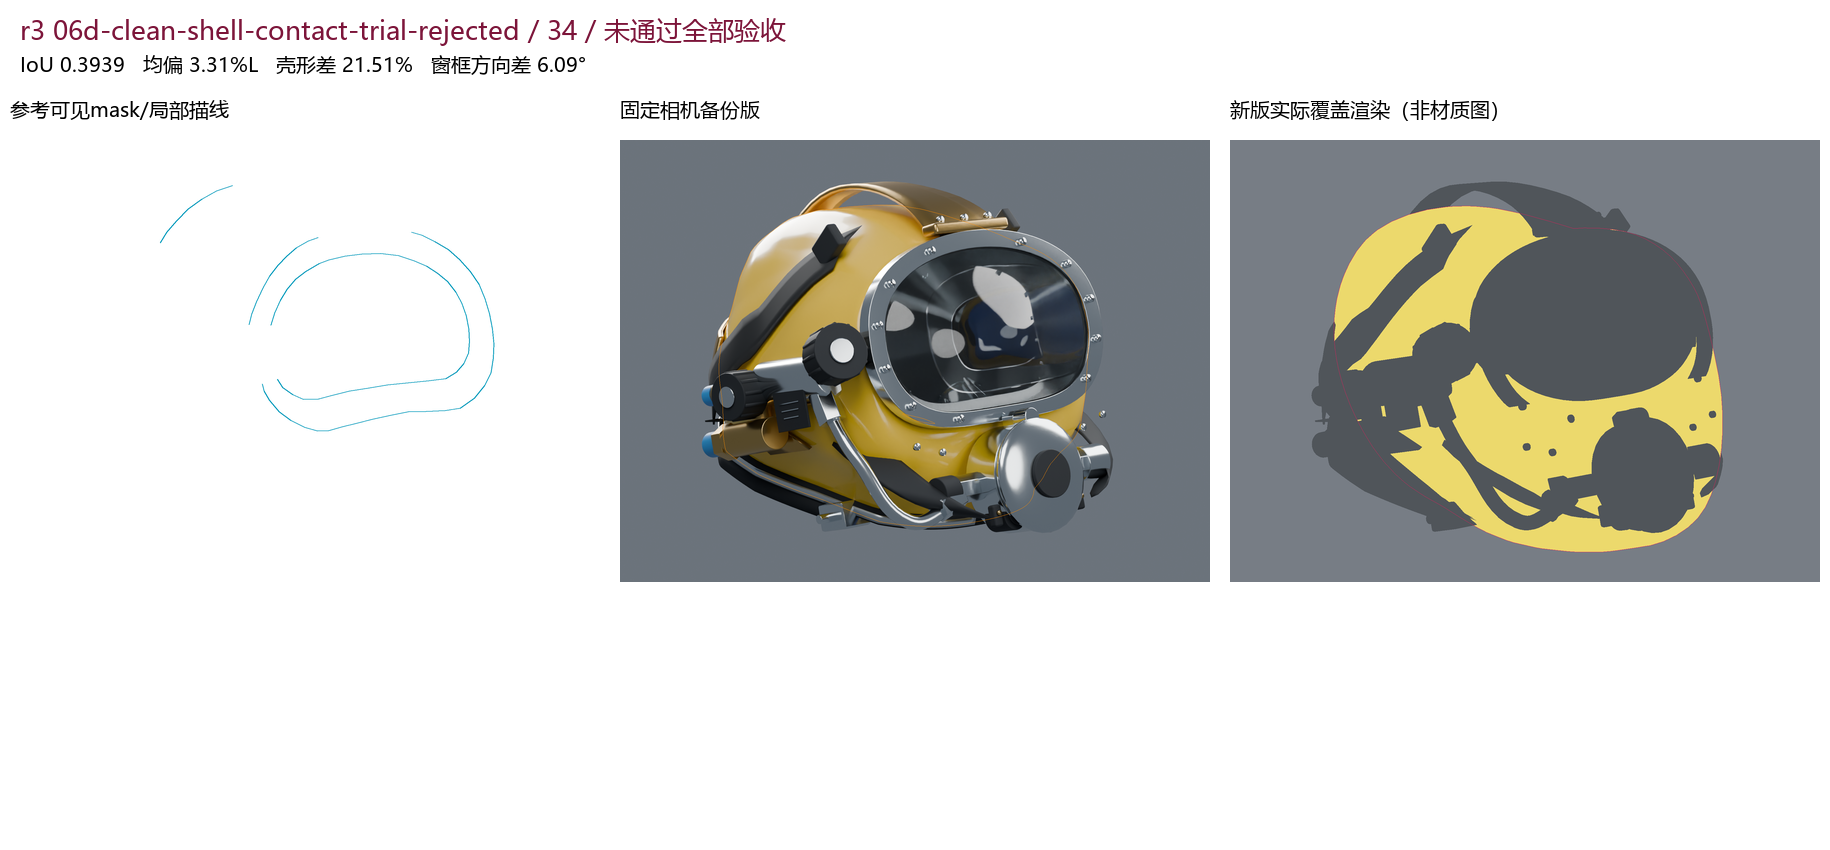 r3 06d-clean-shell-contact-trial-rejected / 34 / 未通过全部验收
IoU 0.3939 均偏 3.31%L 壳形差 21.51% 窗框方向差 6.09°
参考可见mask/局部描线
固定相机备份版
新版实际覆盖渲染（非材质图）